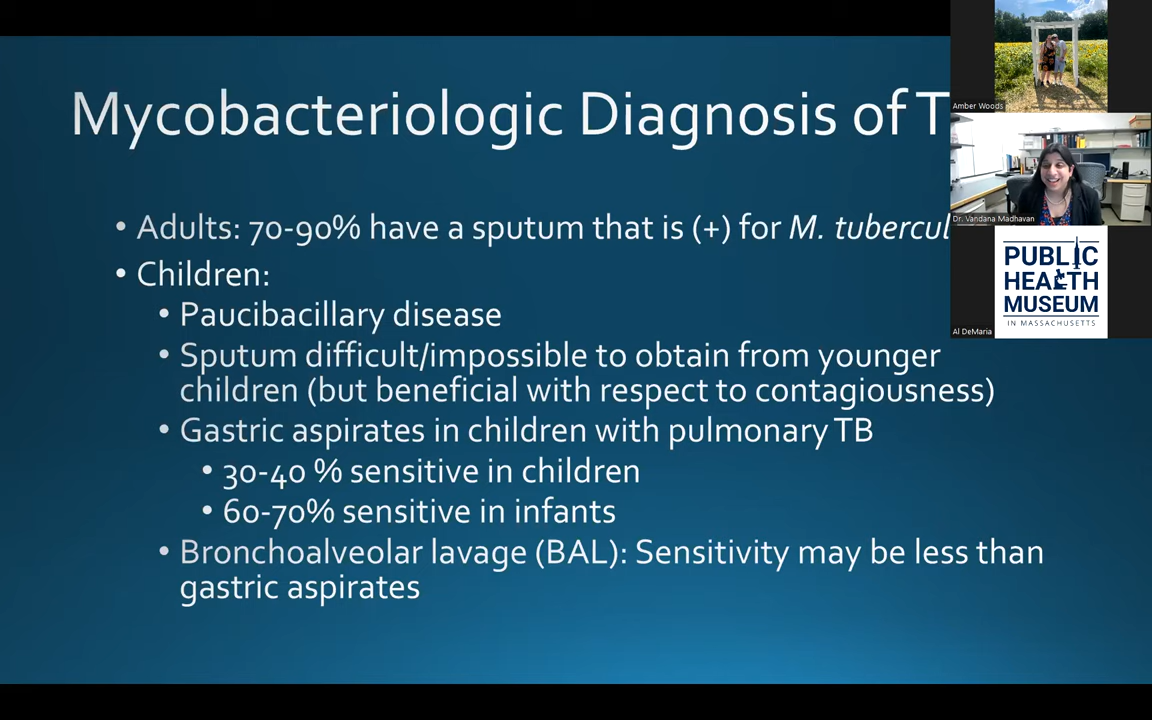 Mycobacteriologic Diagnosis of T
• Adults: 70-90% have a sputum that is (+) for M. tubercul
• Children:
• Paucibacillary disease
• Sputum difficult/impossible to obtain from younger
children (but beneficial with respect to contagiousness)
• Gastric aspirates in children with pulmonary TB
• 30-40 % sensitive in children
• 60-70% sensitive in infants
• Bronchoalveolar lavage (BAL): Sensitivity may be less than
gastric aspirates
Amber Woods
Dr. Vandana Madhavan
PUBLIC
HEALTH
MUSEUM
IN MASSACHUSETTS
Al DeMaria